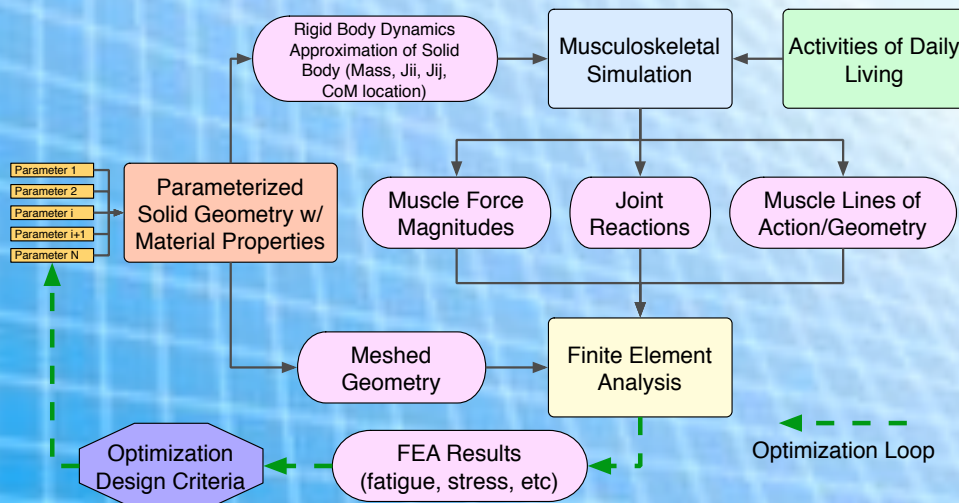 Rigid Body Dynamics
Approximation of Solid
Body (Mass, Jii, Jij,
CoM location)
Musculoskeletal
Simulation
Activities of Daily
Living
Parameter 1
Parameter 2
Parameter i
Parameter i+1
Parameter N
Parameterized
Solid Geometry w/
Material Properties
Muscle Force
Magnitudes
Joint
Reactions
Muscle Lines of
Action/Geometry
Meshed
Geometry
Finite Element
Analysis
Optimization
Design Criteria
FEA Results
(fatigue, stress, etc)
Optimization Loop